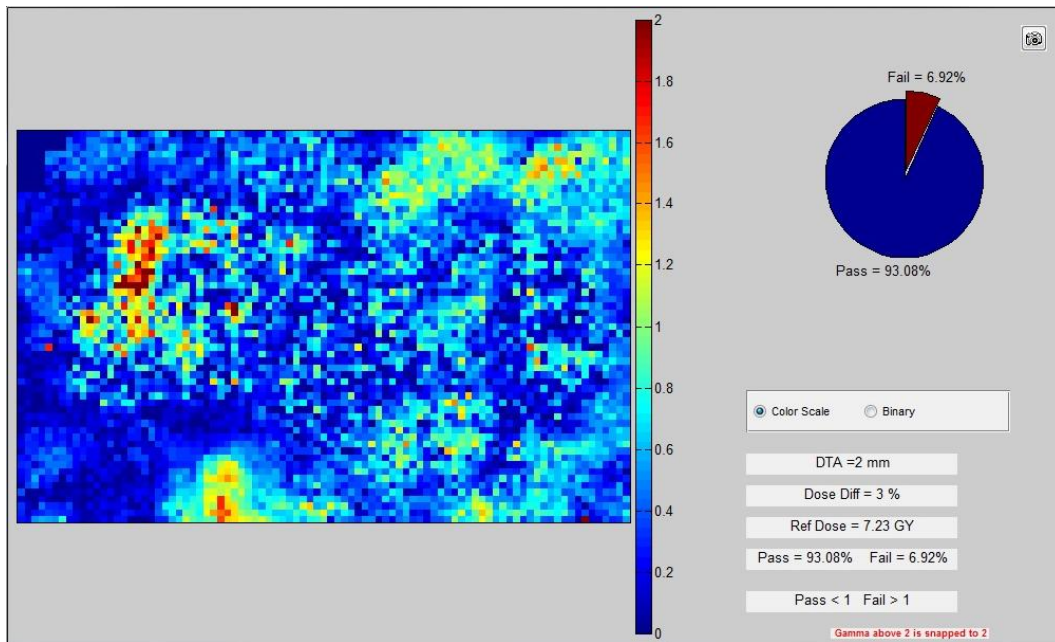 2
1.8
1.6
1.4
1.2
1
0.8
0.6
0.4
0.2
0
Fail = 6.92%
Pass = 93.08%
Color Scale Binary
DTA =2 mm
Dose Diff = 3 %
Ref Dose = 7.23 GY
Pass = 93.08% Fail = 6.92%
Pass < 1 Fail > 1
Gamma above 2 is snapped to 2